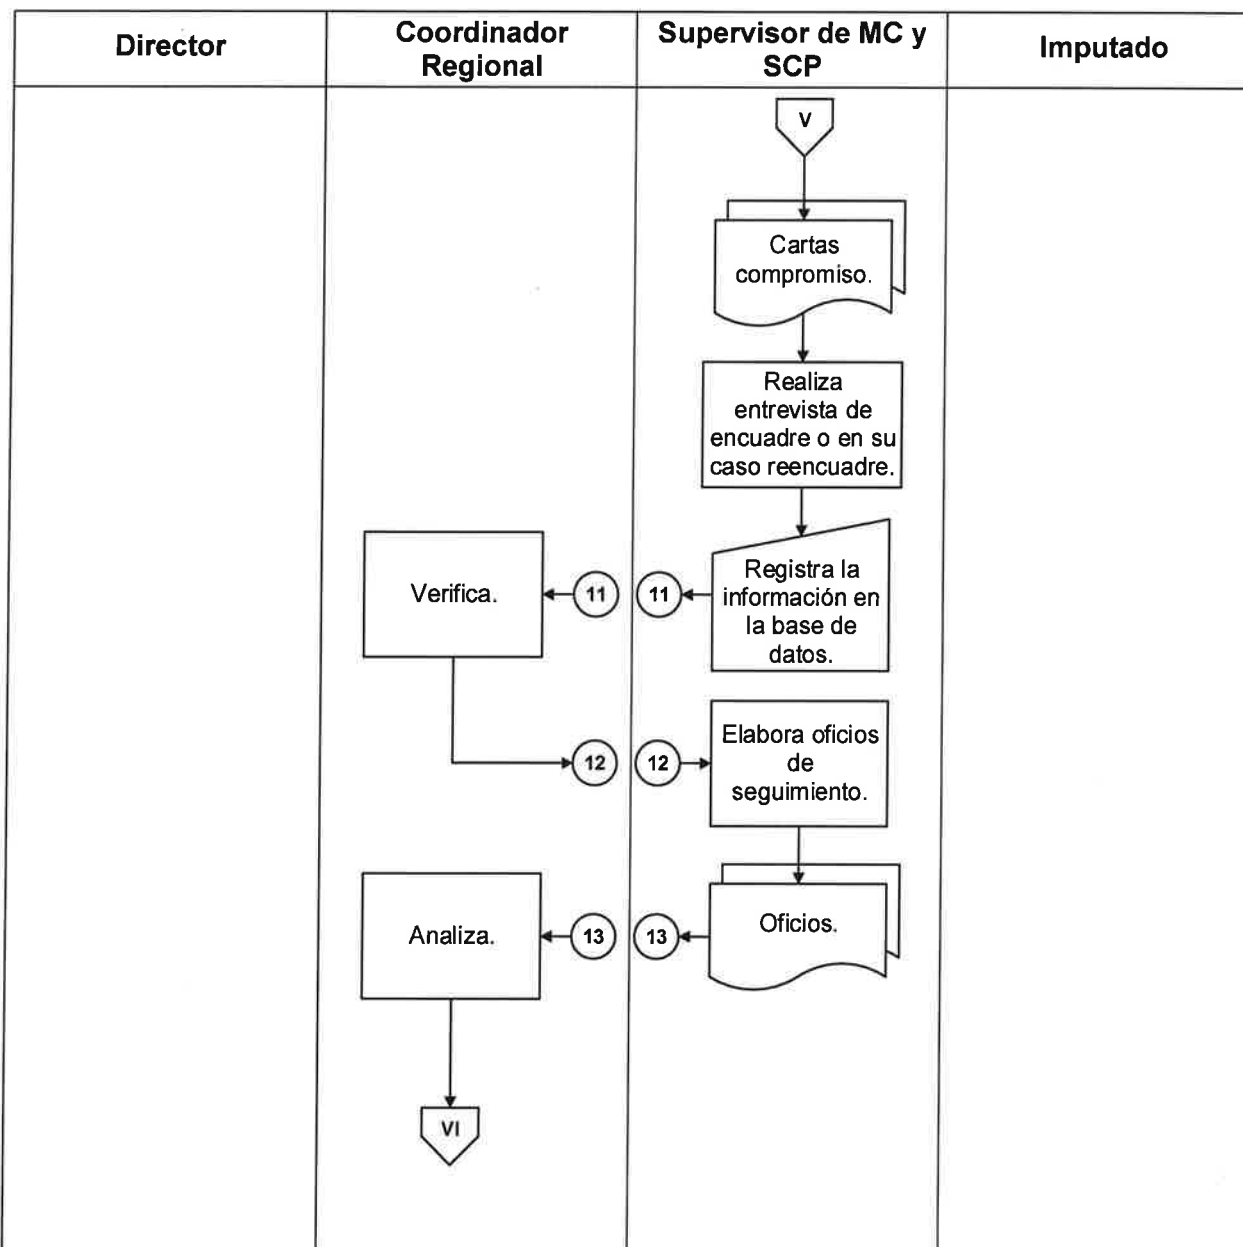 Director
Coordinador
Regional
Supervisor de MC y
SCP
Imputado
V
Cartas
compromiso.
Realiza
entrevista de
encuadre o en su
caso reencuadre.
Registra la
información en
la base de
datos.
11
11
Verifica.
12
12
Elabora oficios
de
seguimiento.
Oficios.
13
13
Analiza.
VI